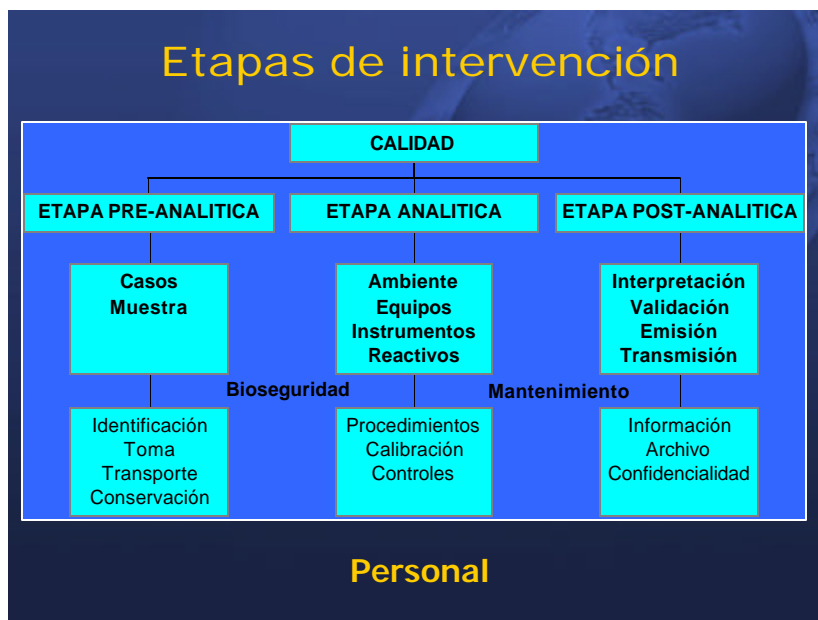 Etapas de intervención
CALIDAD
ETAPA PRE-ANALITICA
ETAPA ANALITICA
ETAPA POST-ANALITICA
Casos
Muestra
Ambiente
Equipos
Instrumentos
Reactivos
Interpretación
Validación
Emisión
Transmisión
Bioseguridad
Mantenimiento
Identificación
Toma
Transporte
Conservación
Procedimientos
Calibración
Controles
Información
Archivo
Confidencialidad
Personal